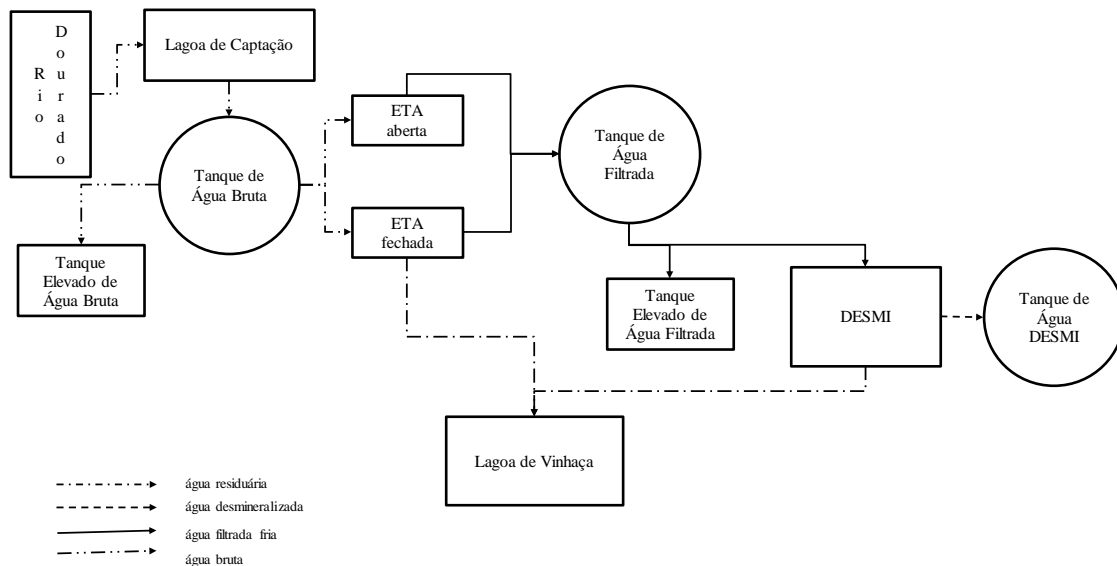 Rio
Dourado
Lagoa de Captação
Tanque de
Água Bruta
Tanque
Elevado de
Água Bruta
ETA
aberta
ETA
fechada
Tanque de
Água
Filtrada
Tanque
Elevado de
Água Filtrada
DESMI
Tanque de
Água
DESMI
Lagoa de Vinhaça
água residuária
água desmineralizada
água filtrada fria
água bruta